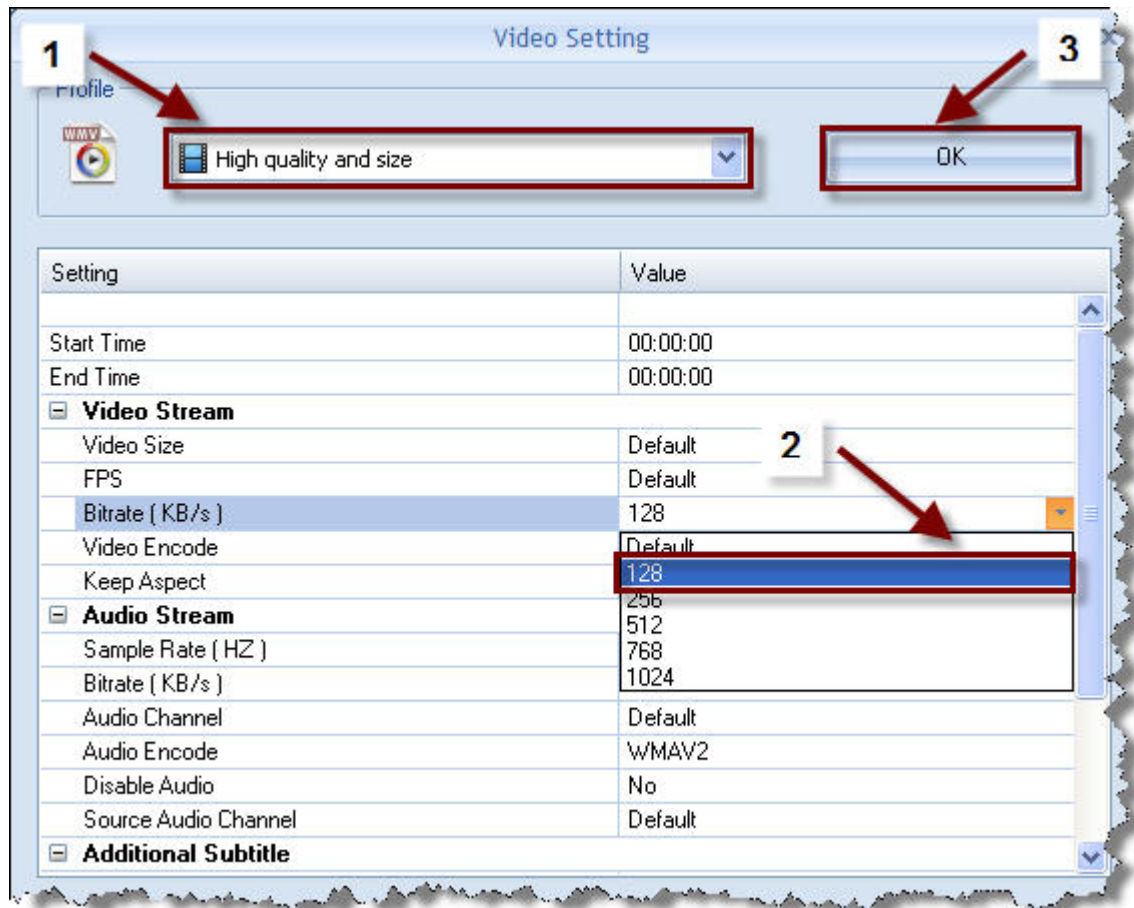 Video Setting
1
3
Profile
WMV
High quality and size
OK
Setting Value
Start Time 00:00:00
End Time 00:00:00
Video Stream
Video Size Default
2
FPS Default
Bitrate ( KB/s ) 128
Video Encode Default
128
Keep Aspect
256
Audio Stream
512
Sample Rate ( HZ )
768
Bitrate ( KB/s )
1024
Audio Channel Default
Audio Encode WMAV2
Disable Audio No
Source Audio Channel Default
Additional Subtitle